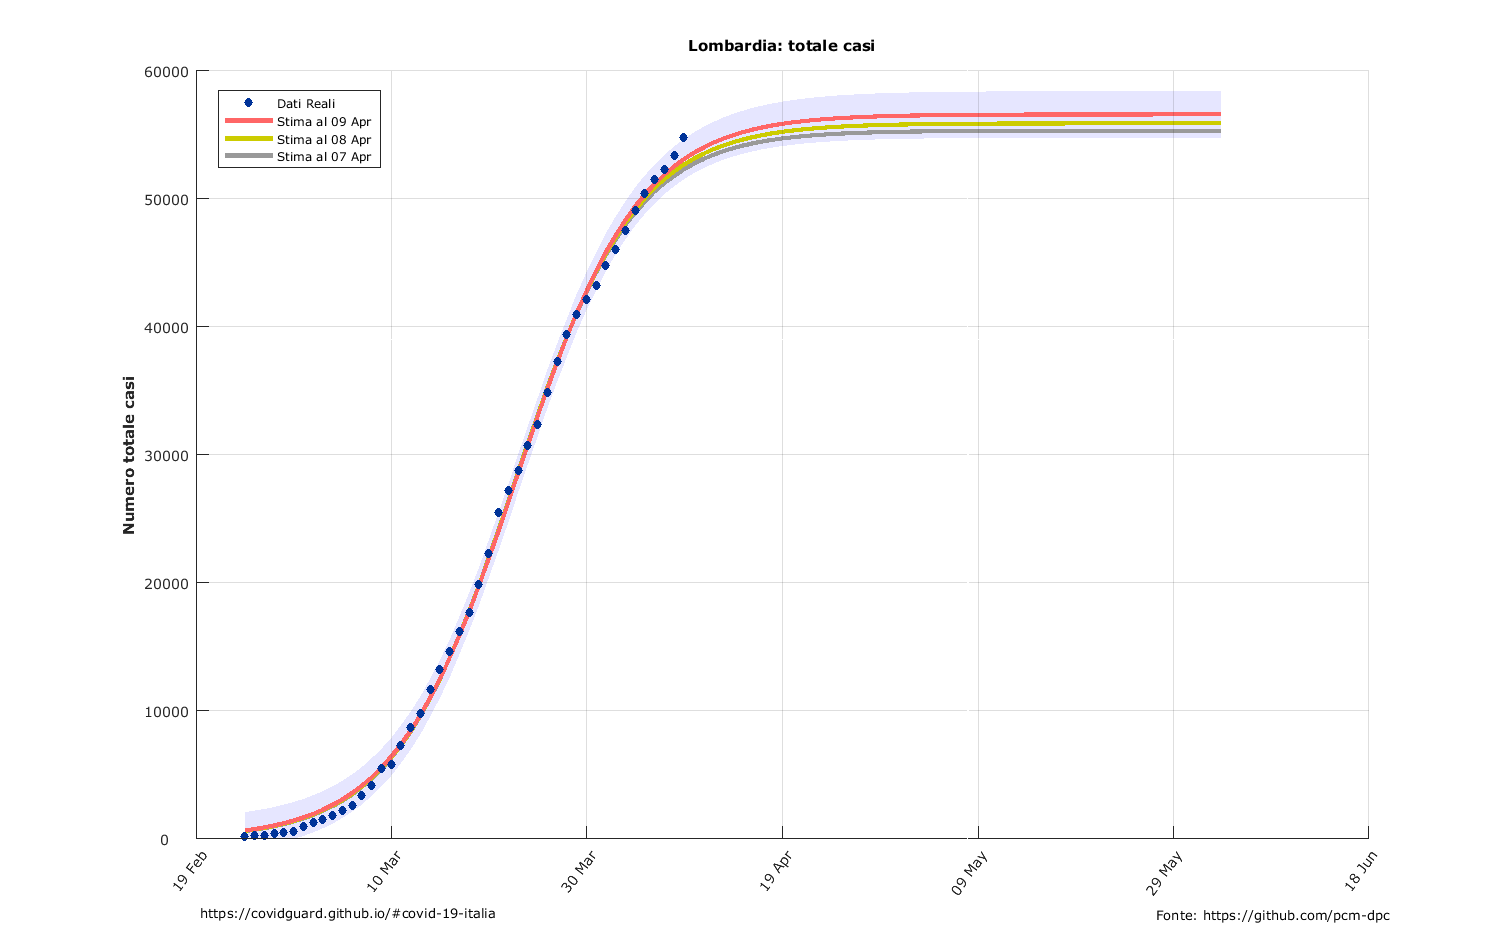 Lombardia: totale casi
60000
50000
40000
30000
20000
10000
0
Numero totale casi
Dati Reali
Stima al 09 Apr
Stima al 08 Apr
Stima al 07 Apr
19 Feb
10 Mar
30 Mar
19 Apr
09 May
29 May
18 Jun
https://covidguard.github.io/#covid-19-italia
Fonte: https://github.com/pcm-dpc